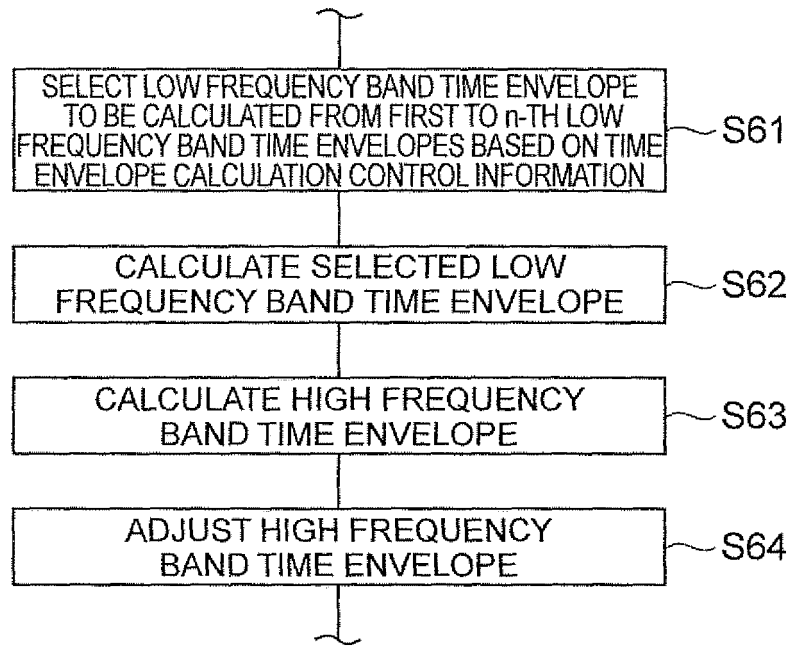 SELECT LOW FREQUENCY BAND TIME ENVELOPE
TO BE CALCULATED FROM FIRST TO n-TH LOW
FREQUENCY BAND TIME ENVELOPES BASED ON TIME
ENVELOPE CALCULATION CONTROL INFORMATION
S61
CALCULATE SELECTED LOW
FREQUENCY BAND TIME ENVELOPE
S62
CALCULATE HIGH FREQUENCY
BAND TIME ENVELOPE
S63
ADJUST HIGH FREQUENCY
BAND TIME ENVELOPE
S64